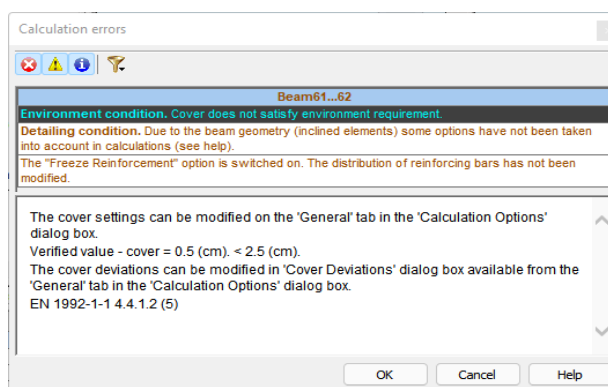 Calculation errors
Beam61...62
Environment condition. Cover does not satisfy environment requirement.
Detailing condition. Due to the beam geometry (inclined elements) some options have not been taken
into account in calculations (see help).
The "Freeze Reinforcement" option is switched on. The distribution of reinforcing bars has not been
modified.
The cover settings can be modified on the 'General' tab in the 'Calculation Options'
dialog box.
Verified value - cover = 0.5 (cm). < 2.5 (cm).
The cover deviations can be modified in 'Cover Deviations' dialog box available from the
'General' tab in the 'Calculation Options' dialog box.
EN 1992-1-1 4.4.1.2 (5)
OK Cancel Help